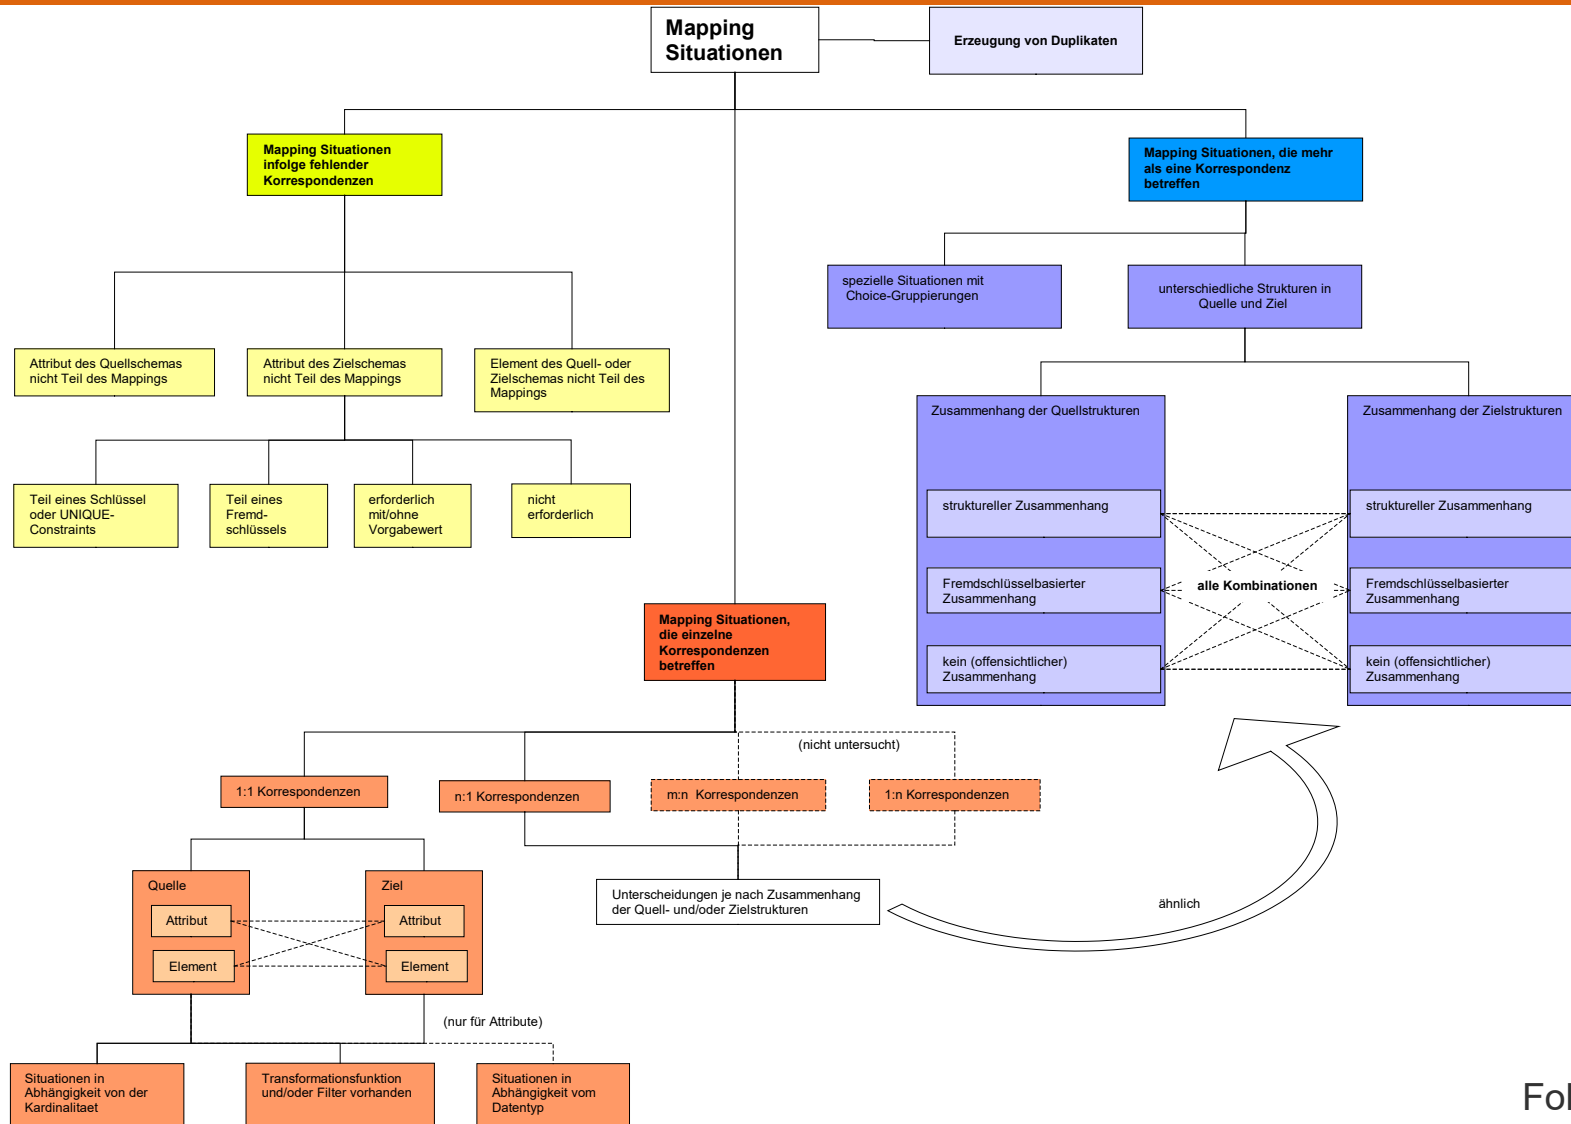 Mapping
Situationen
Erzeugung von Duplikaten
Mapping Situationen
infolge fehlender
Korrespondenzen
Mapping Situationen, die mehr
als eine Korrespondenz
betreffen
spezielle Situationen mit
Choice-Gruppierungen
unterschiedliche Strukturen in
Quelle und Ziel
Attribut des Quellschemas
nicht Teil des Mappings
Attribut des Zielschemas
nicht Teil des Mappings
Element des Quell- oder
Zielschemas nicht Teil des
Mappings
Teil eines Schlüssel
oder UNIQUE-
Constraints
Teil eines
Fremd-
schlüssels
erforderlich
mit/ohne
Vorgabewert
nicht
erforderlich
Zusammenhang der Quellstrukturen
struktureller Zusammenhang
Fremdschlüsselbasierter
Zusammenhang
kein (offensichtlicher)
Zusammenhang
alle Kombinationen
Zusammenhang der Zielstrukturen
struktureller Zusammenhang
Fremdschlüsselbasierter
Zusammenhang
kein (offensichtlicher)
Zusammenhang
Mapping Situationen,
die einzelne
Korrespondenzen
betreffen
(nicht untersucht)
1:1 Korrespondenzen
n:1 Korrespondenzen
m:n Korrespondenzen
1:n Korrespondenzen
Unterscheidungen je nach Zusammenhang
der Quell- und/oder Zielstrukturen
ähnlich
Quelle
Attribut
Element
Ziel
Attribut
Element
(nur für Attribute)
Situationen in
Abhängigkeit von der
Kardinalitaet
Transformationsfunktion
und/oder Filter vorhanden
Situationen in
Abhängigkeit vom
Datentyp